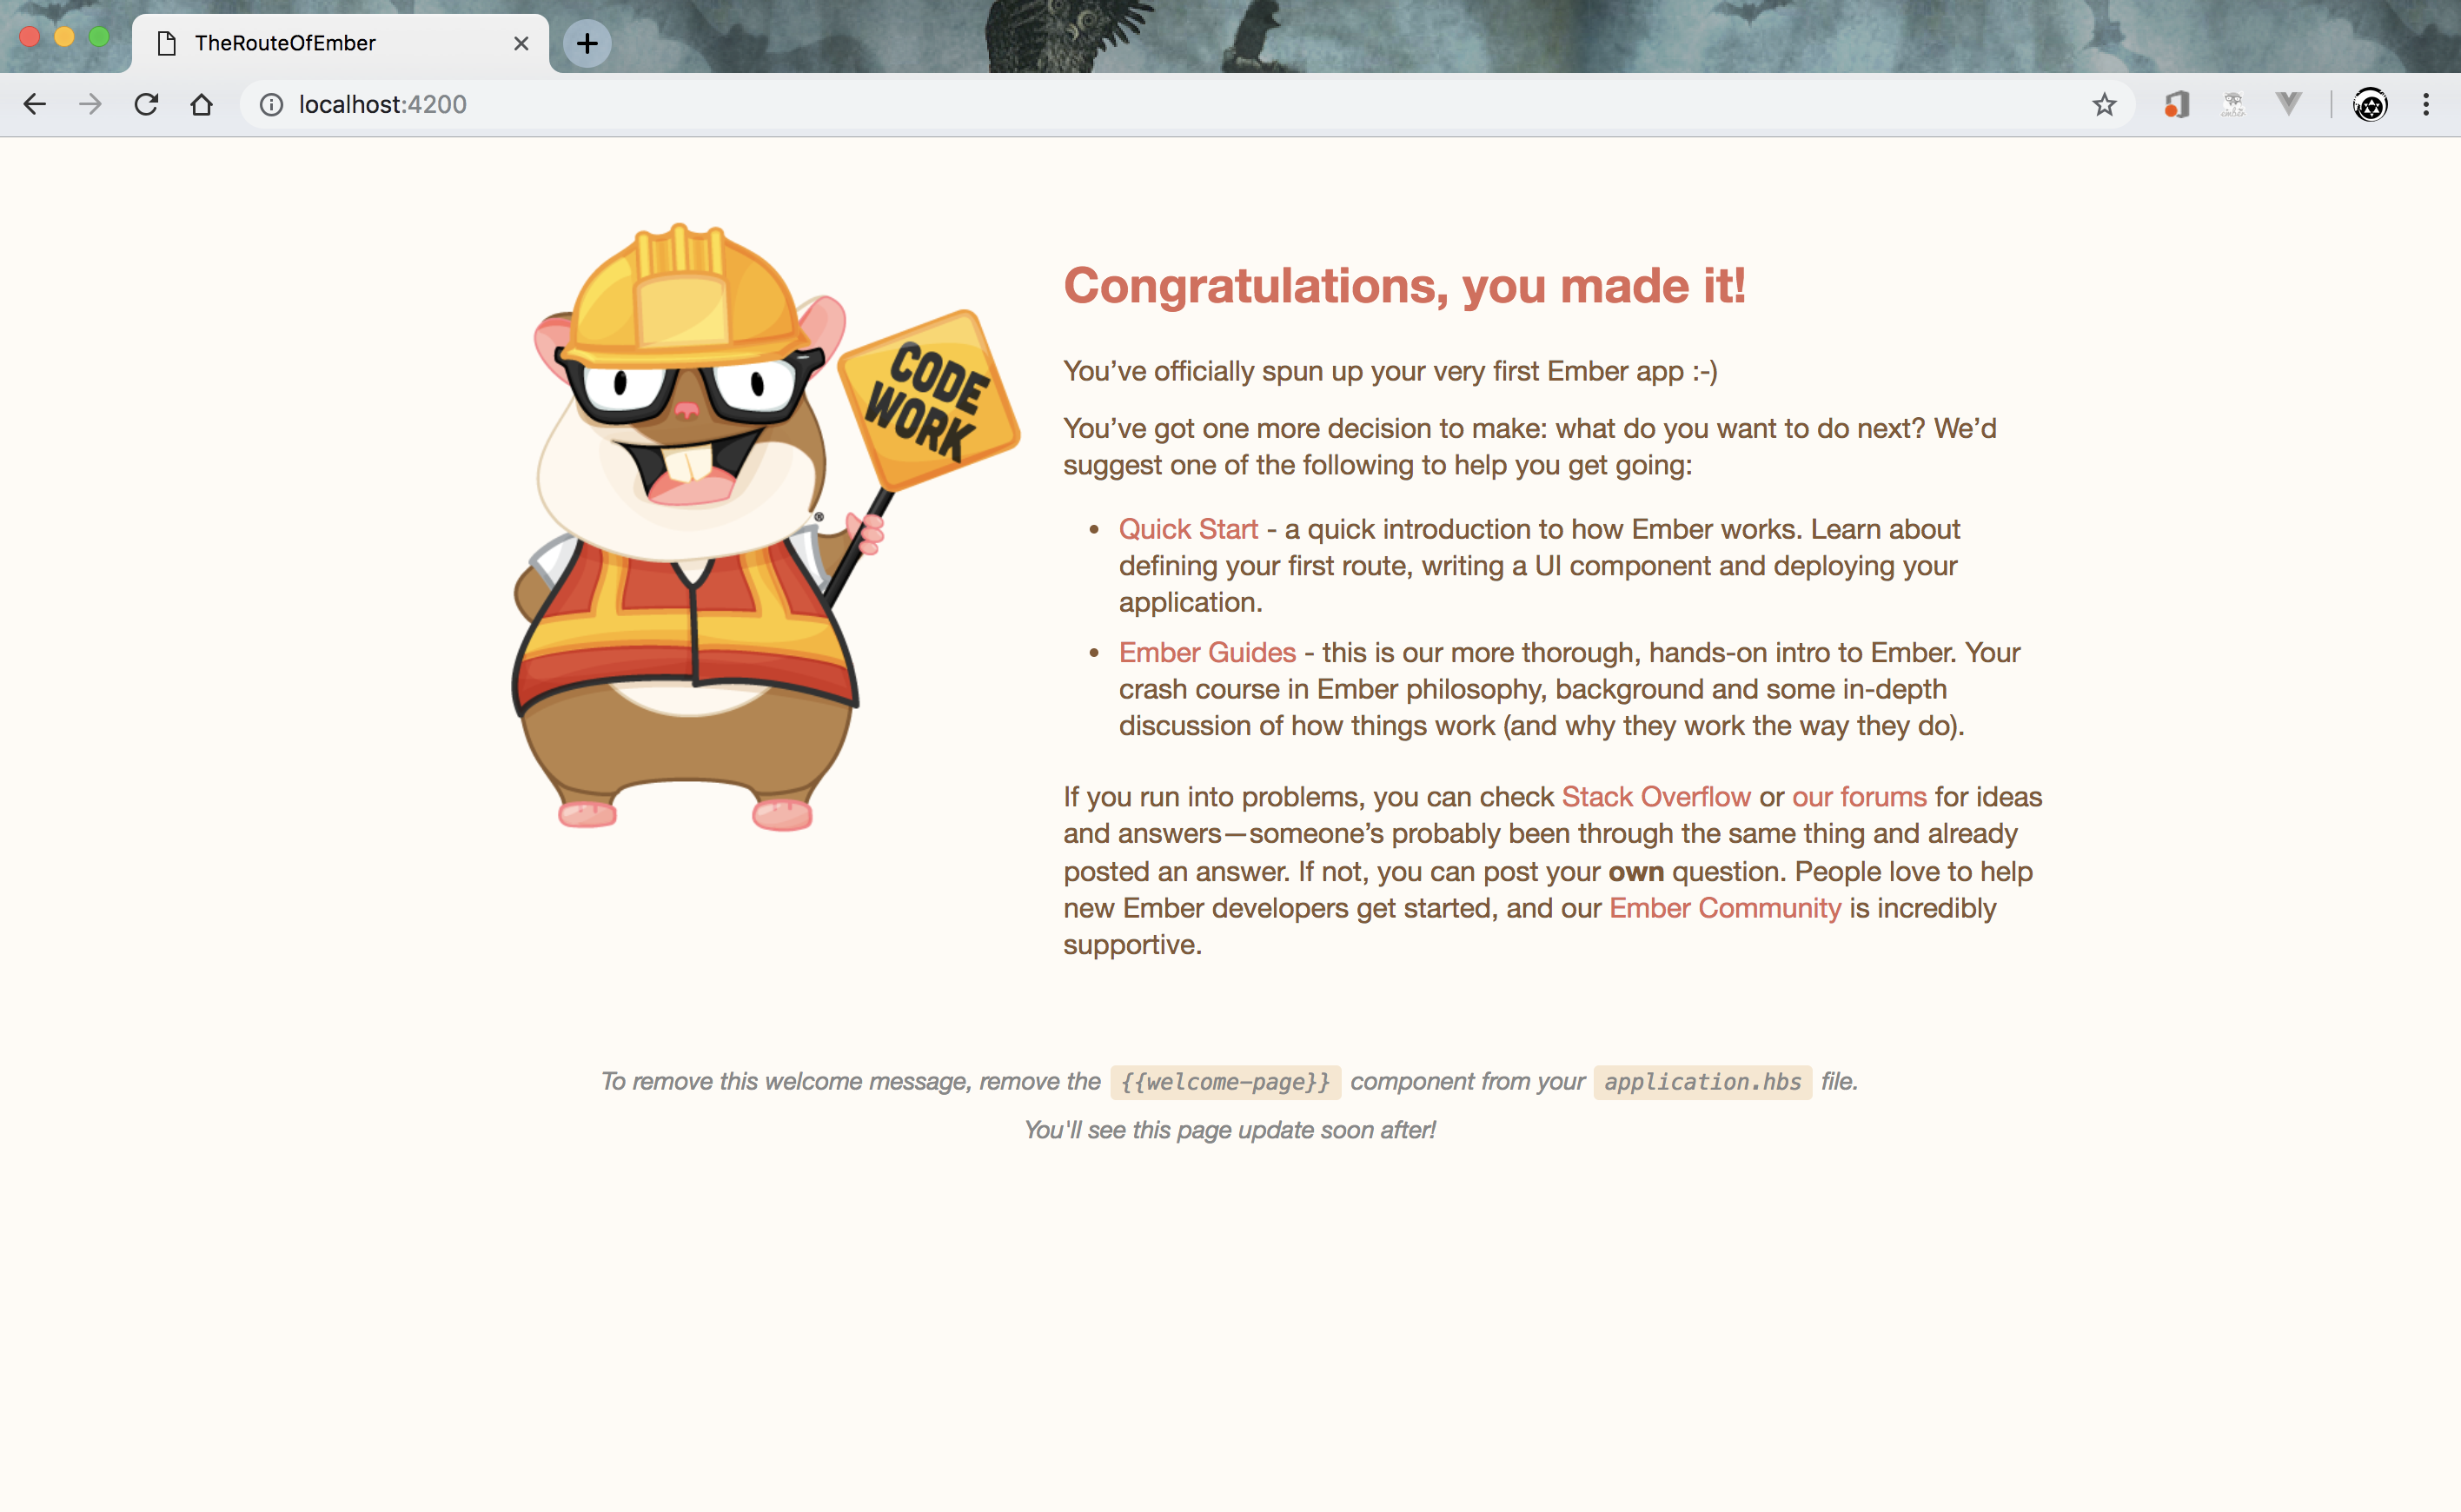 TheRouteOfEmber
localhost:4200
CODE
WORK
®
Congratulations, you made it!
You’ve officially spun up your very first Ember app :-)
You’ve got one more decision to make: what do you want to do next? We’d
suggest one of the following to help you get going:
• Quick Start - a quick introduction to how Ember works. Learn about
defining your first route, writing a UI component and deploying your
application.
• Ember Guides - this is our more thorough, hands-on intro to Ember. Your
crash course in Ember philosophy, background and some in-depth
discussion of how things work (and why they work the way they do).
If you run into problems, you can check Stack Overflow or our forums for ideas
and answers—someone’s probably been through the same thing and already
posted an answer. If not, you can post your own question. People love to help
new Ember developers get started, and our Ember Community is incredibly
supportive.
To remove this welcome message, remove the {{welcome-page}} component from your application.hbs file.
You'll see this page update soon after!